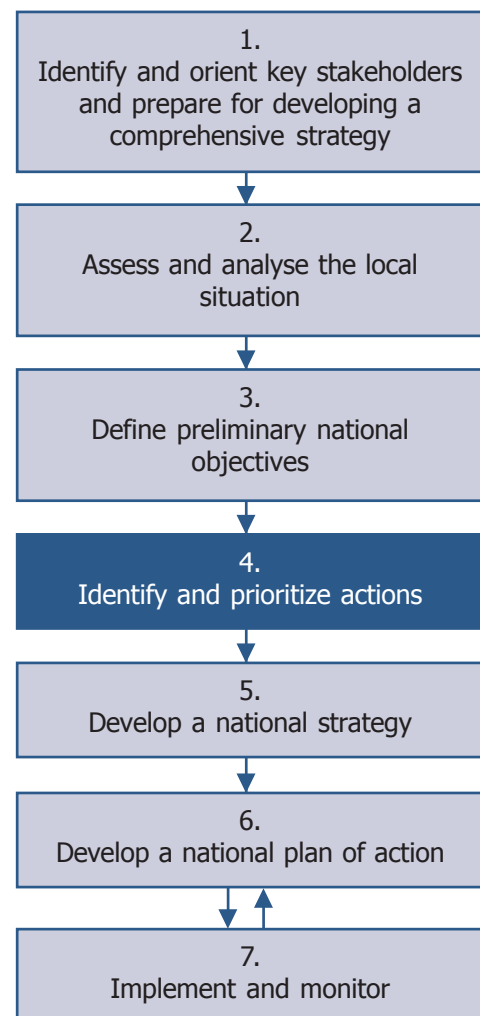 1.
Identify and orient key stakeholders
and prepare for developing a
comprehensive strategy
2.
Assess and analyse the local
situation
3.
Define preliminary national
objectives
4.
Identify and prioritize actions
5.
Develop a national strategy
6.
Develop a national plan of action
7.
Implement and monitor